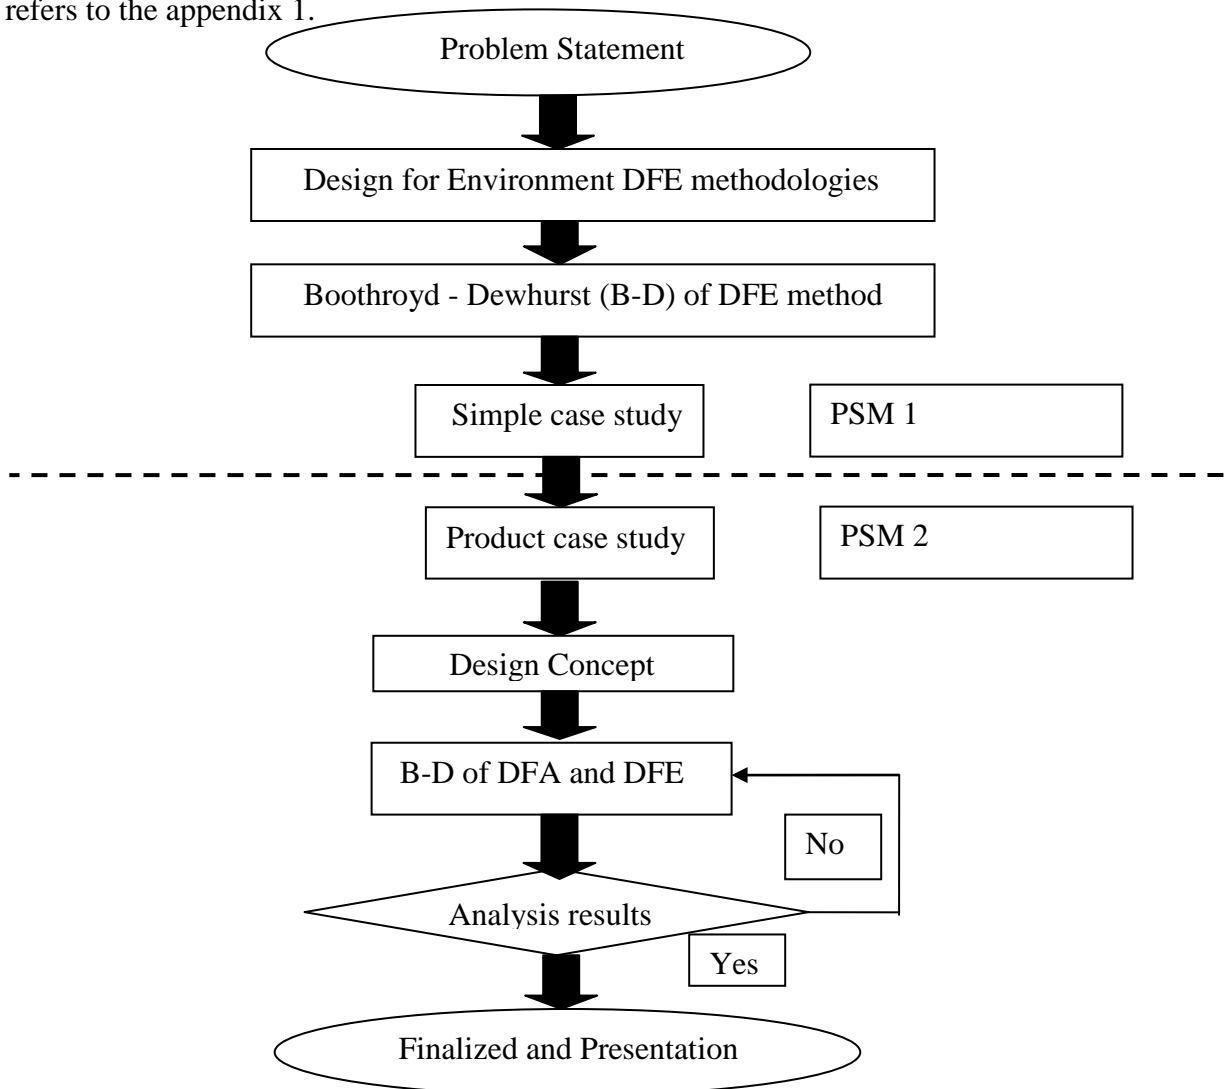 refers to the appendix 1.
Problem Statement
Design for Environment DFE methodologies
Boothroyd - Dewhurst (B-D) of DFE method
Simple case study
PSM 1
Product case study
PSM 2
Design Concept
B-D of DFA and DFE
No
Analysis results
Yes
Finalized and Presentation